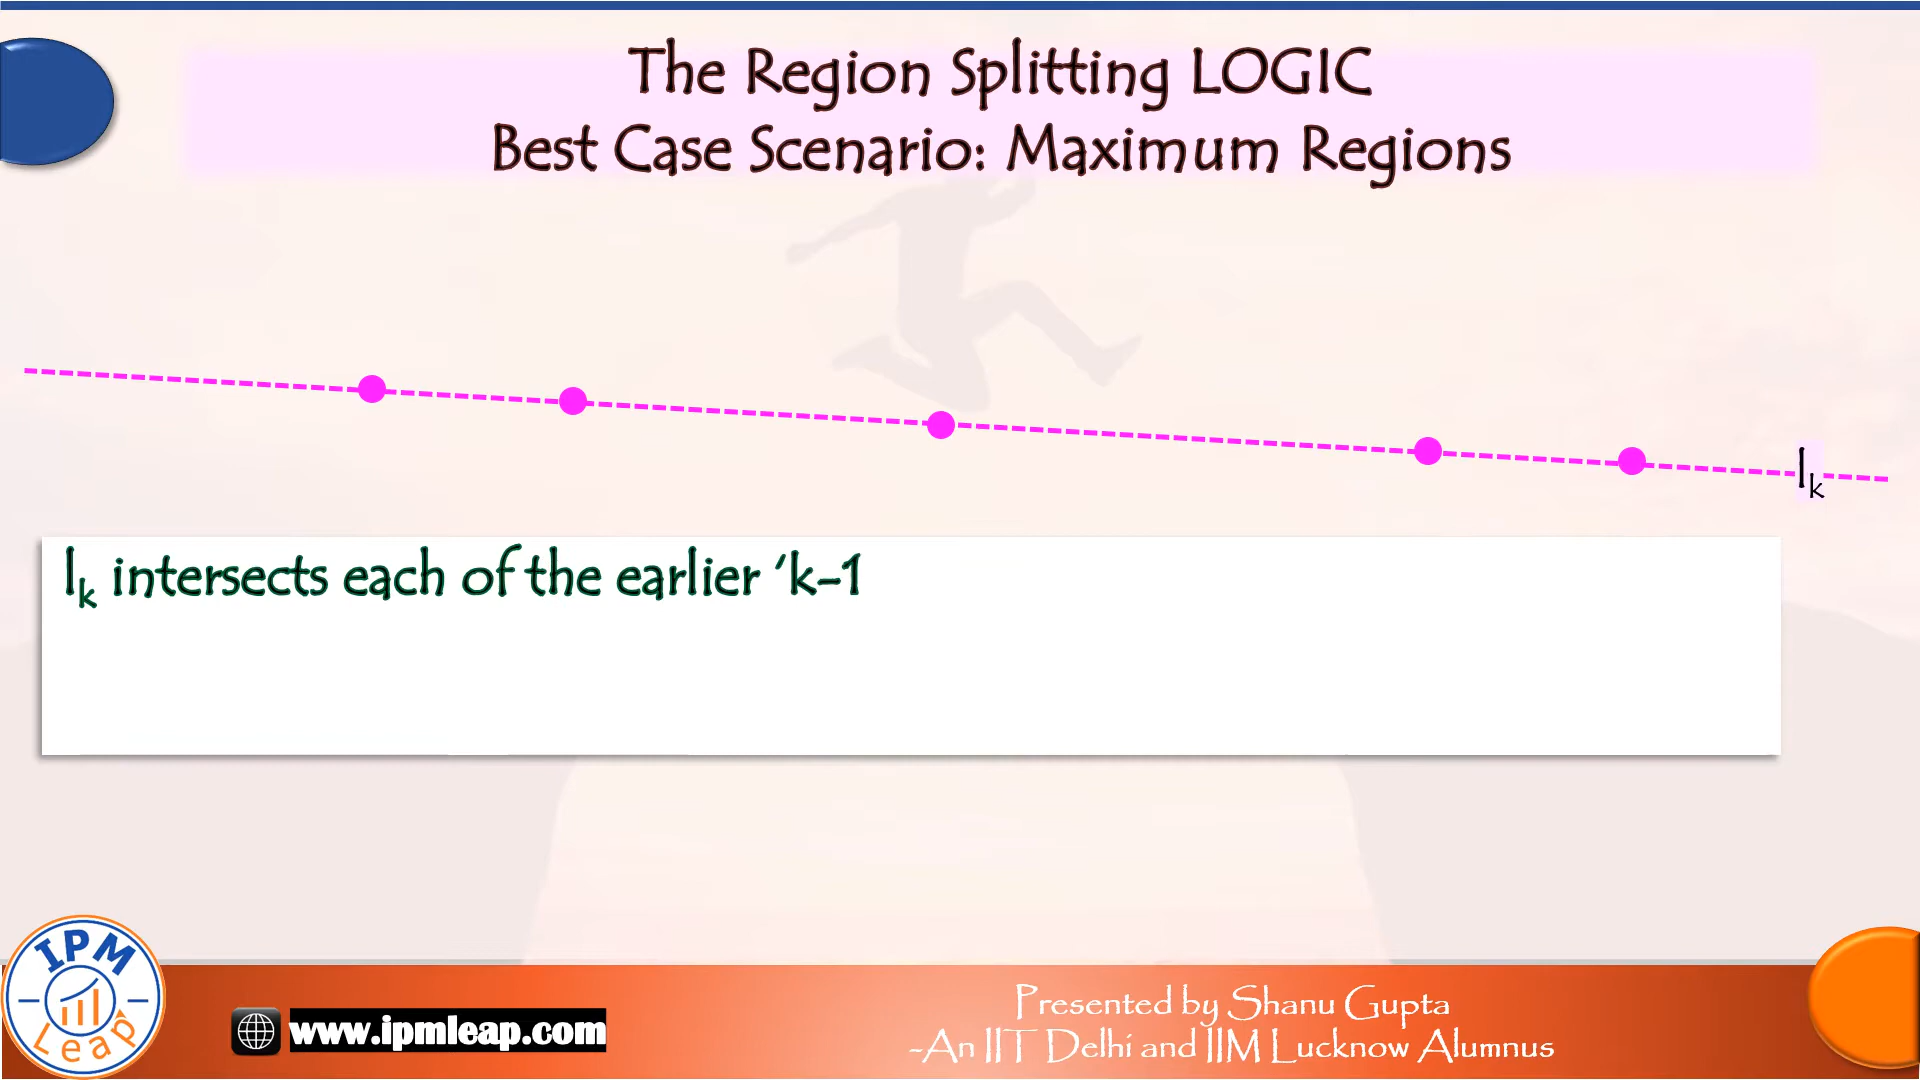 The Region Splitting LOGIC
Best Case Scenario: Maximum Regions
lk
lk intersects each of the earlier ‘k-1
IPM
Leap
www.ipmleap.com
Presented by Shanu Gupta
-An IIT Delhi and IIM Lucknow Alumnus